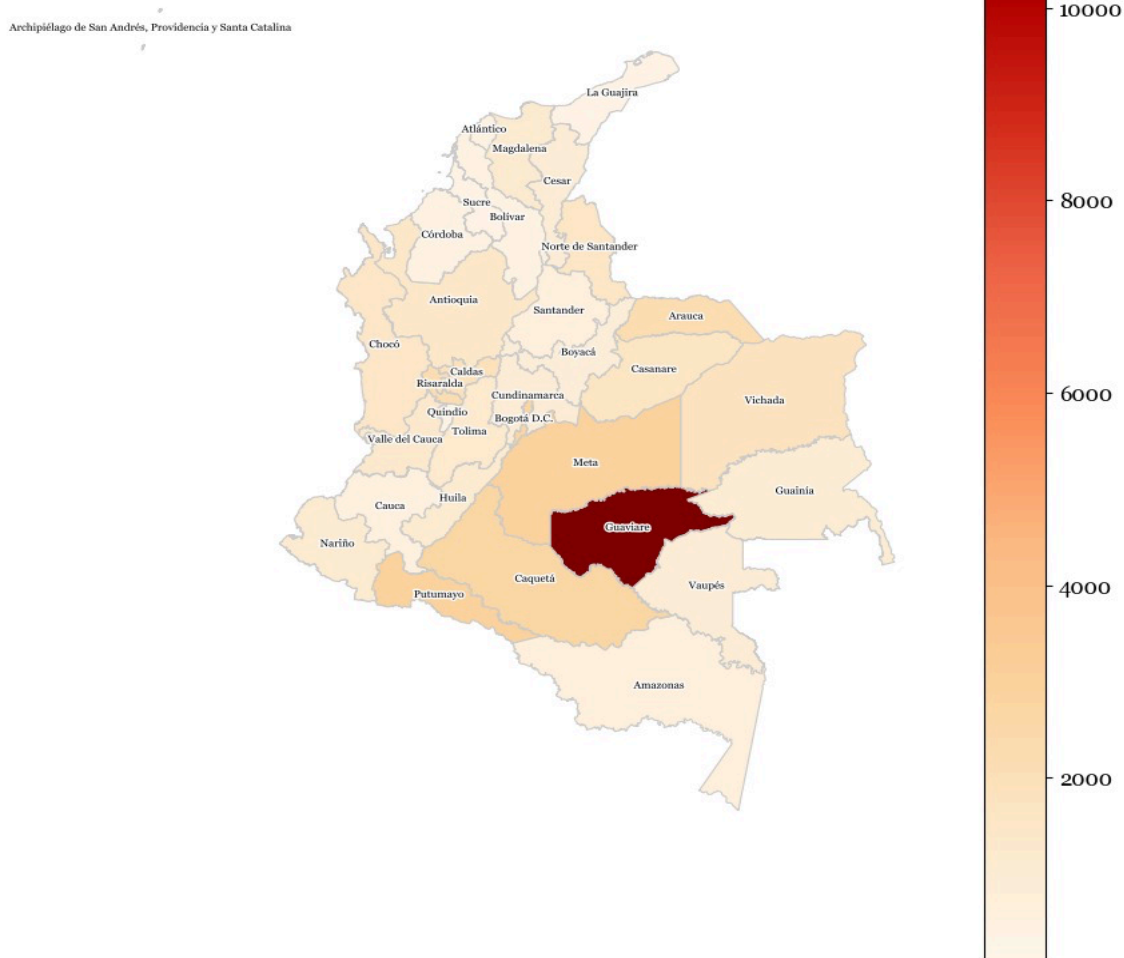 Archipiélago de San Andrés, Providencia y Santa Catalina
La Guajira
Atlántico
Magdalena
Cesar
Sucre
Bolívar
Córdoba
Norte de Santander
Antioquia
Santander
Arauca
Chocó
Boyacá
Casanare
Caldas
Risaralda
Cundinamarca
Vichada
Quindío
Bogotá D.C.
Tolima
Valle del Cauca
Meta
Guainía
Huila
Cauca
Guaviare
Nariño
Caquetá
Vaupés
Putumayo
Amazonas
10000
8000
6000
4000
2000